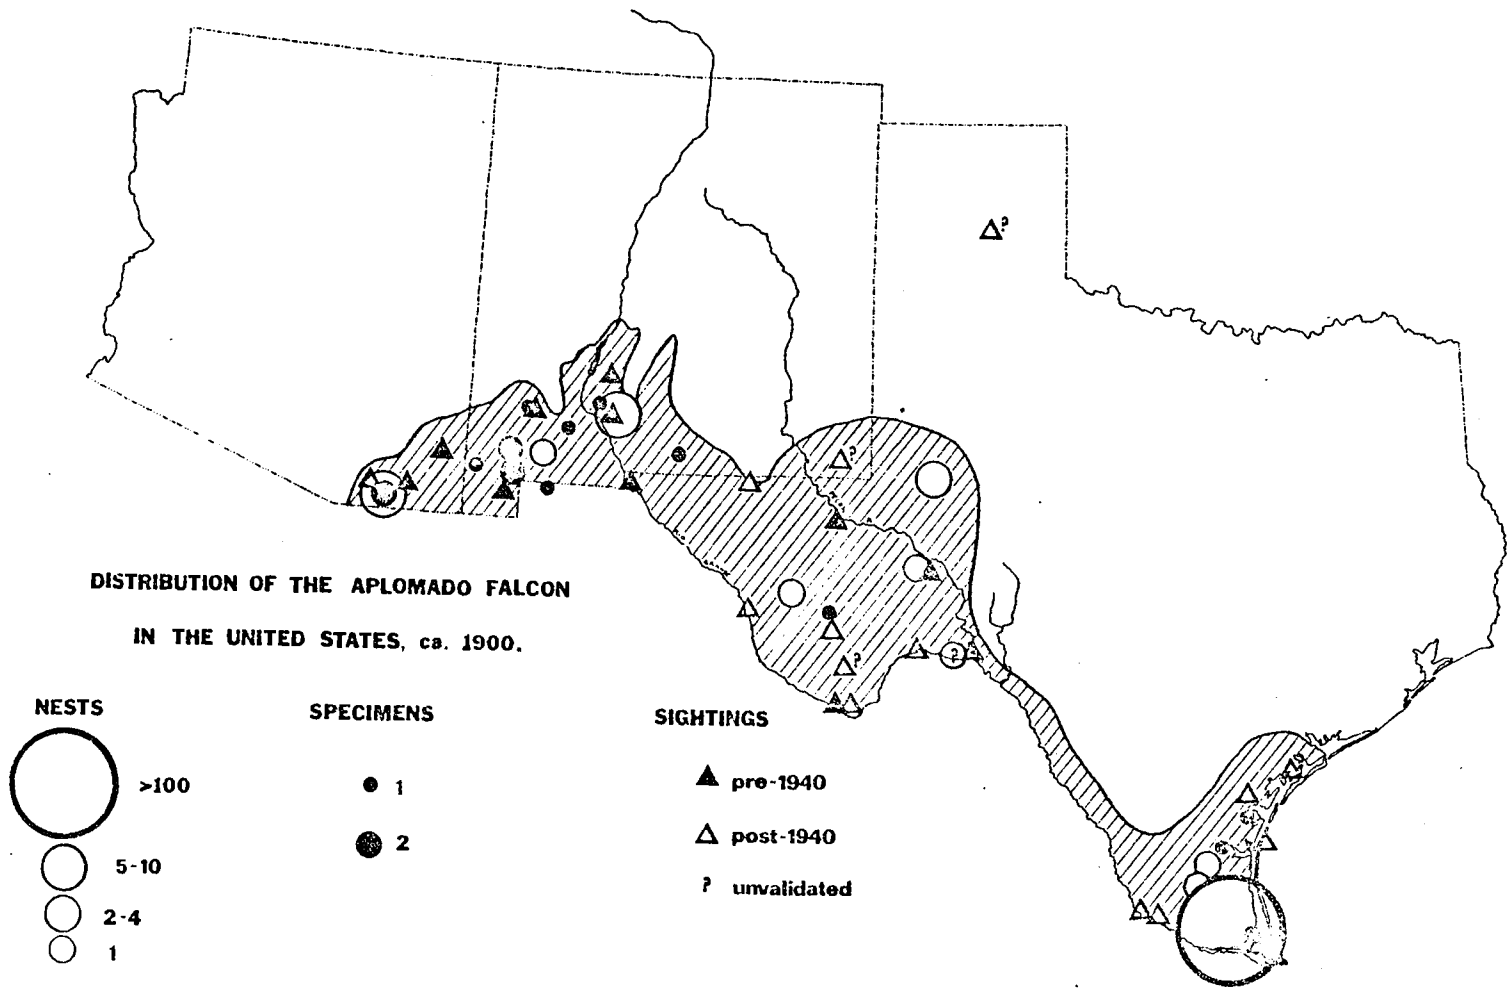 ?
?
DISTRIBUTION OF THE APLOMADO FALCON
IN THE UNITED STATES, ca. 1900.
?
?
NESTS
SPECIMENS
SIGHTINGS
>100
1
pre-1940
5-10
2
post-1940
2-4
? unvalidated
1